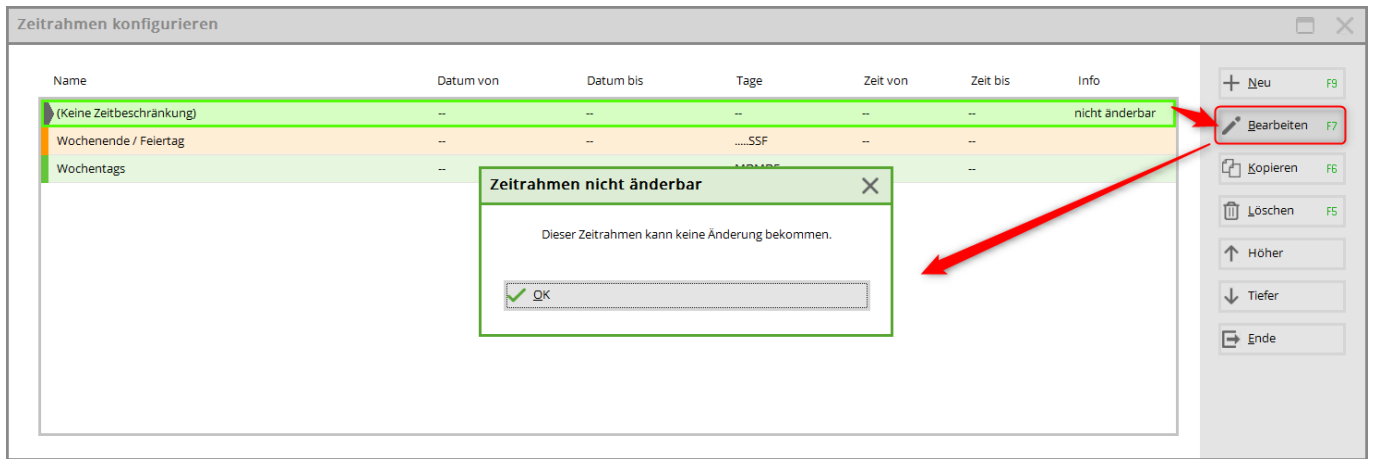 Zeitrahmen konfigurieren
Name Datum von Datum bis Tage Zeit von Zeit bis Info
(Keine Zeitbeschränkung) -- -- -- -- -- nicht änderbar
Wochenende / Feiertag -- -- .....SSF -- --
Wochentags -- --
Zeitrahmen nicht änderbar
Dieser Zeitrahmen kann keine Änderung bekommen.
OK
Neu F9
Bearbeiten F7
Kopieren F6
Löschen F5
Höher
Tiefer
Ende